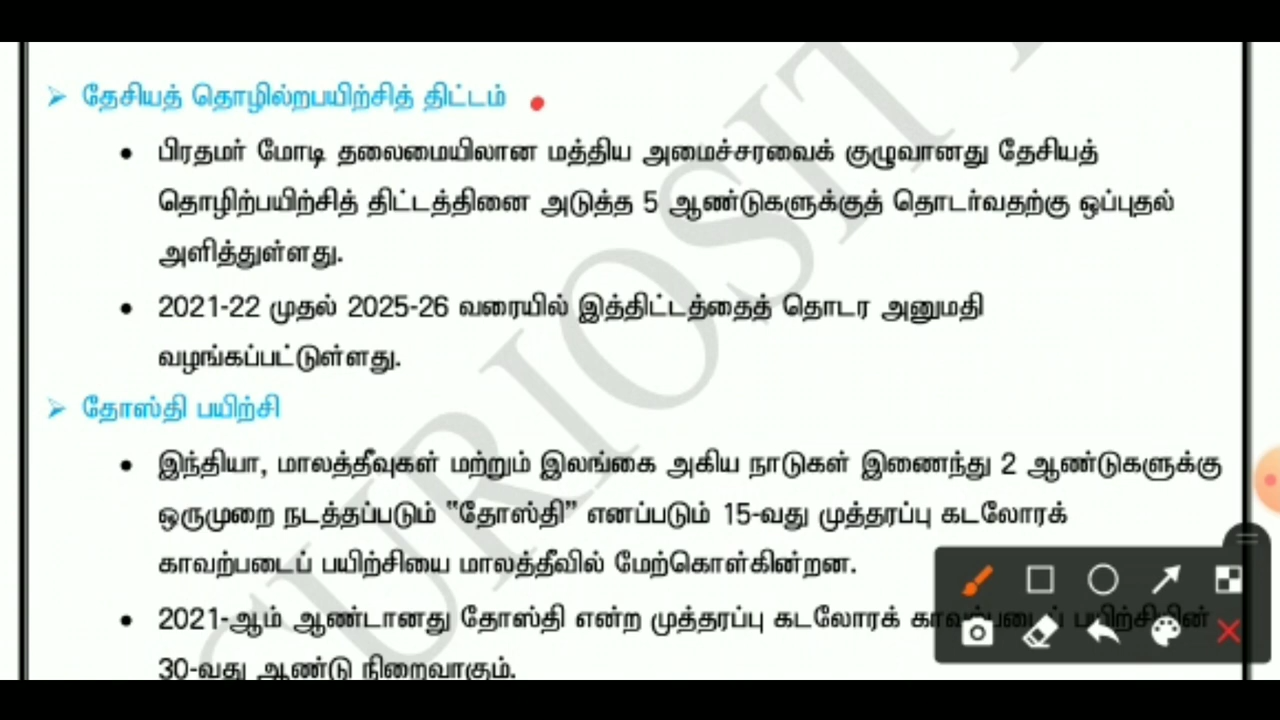 ➢ தேசியத் தொழில்றபயிற்சித் திட்டம்
• பிரதமர் மோடி தலைமையிலான மத்திய அமைச்சரவைக் குழுவானது தேசியத்
தொழிற்பயிற்சித் திட்டத்தினை அடுத்த 5 ஆண்டுகளுக்குத் தொடர்வதற்கு ஒப்புதல்
அளித்துள்ளது.
• 2021-22 முதல் 2025-26 வரையில் இத்திட்டத்தைத் தொடர அனுமதி
வழங்கப்பட்டுள்ளது.
➢ தோஸ்தி பயிற்சி
• இந்தியா, மாலத்தீவுகள் மற்றும் இலங்கை அகிய நாடுகள் இணைந்து 2 ஆண்டுகளுக்கு
ஒருமுறை நடத்தப்படும் “தோஸ்தி” எனப்படும் 15-வது முத்தரப்பு கடலோரக்
காவற்படைப் பயிற்சியை மாலத்தீவில் மேற்கொள்கின்றன.
• 2021-ஆம் ஆண்டானது தோஸ்தி என்ற முத்தரப்பு கடலோரக் காவற்படைப் பயிற்சியின்
30-வது ஆண்டு நிறைவாகும்.
CURIOSIT